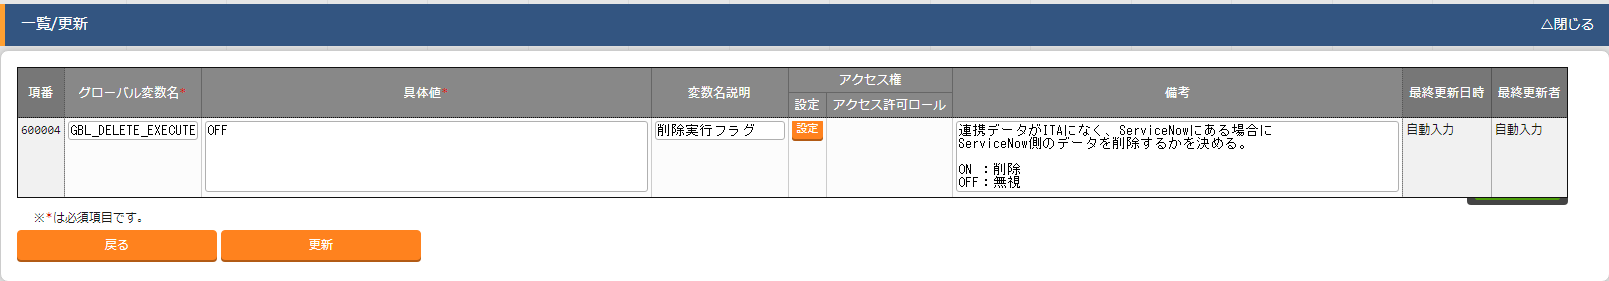 一覧/更新
△閉じる
項番
グローバル変数名*
具体値*
変数名説明
アクセス権
設定
アクセス許可ロール
備考
最終更新日時
最終更新者
600004
GBL_DELETE_EXECUTE
OFF
削除実行フラグ
設定
連携データがITAになく、ServiceNowにある場合に
ServiceNow側のデータを削除するかを決める。
ON ：削除
OFF：無視
自動入力
自動入力
※*は必須項目です。
戻る
更新